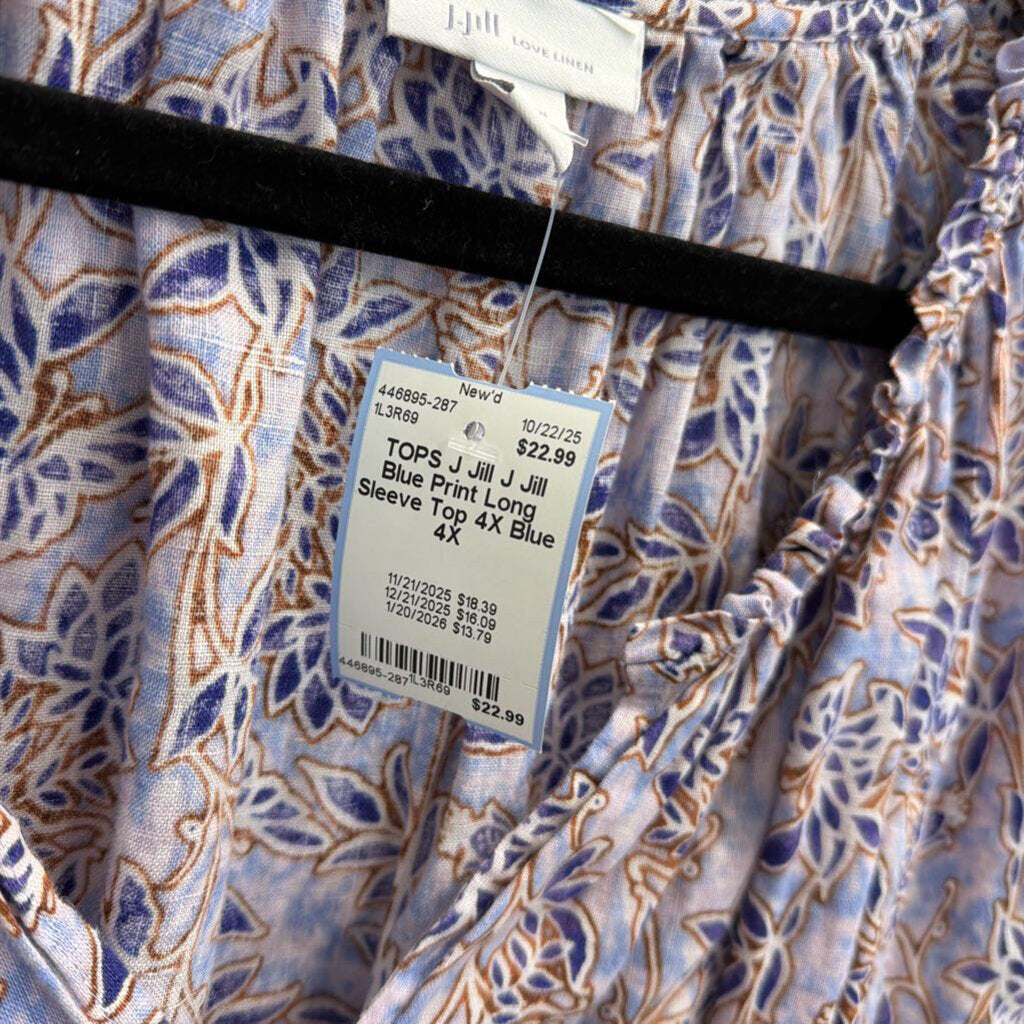 J.Jill LOVE LINEN
New'd
446895-287 10/22/25
1L3R69 $22.99
TOPS J Jill J Jill
Blue Print Long
Sleeve Top 4X Blue
4X
11/21/2025 $18.39
12/21/2025 $16.09
1/20/2026 $13.79
446895-287 1L3R69
$22.99